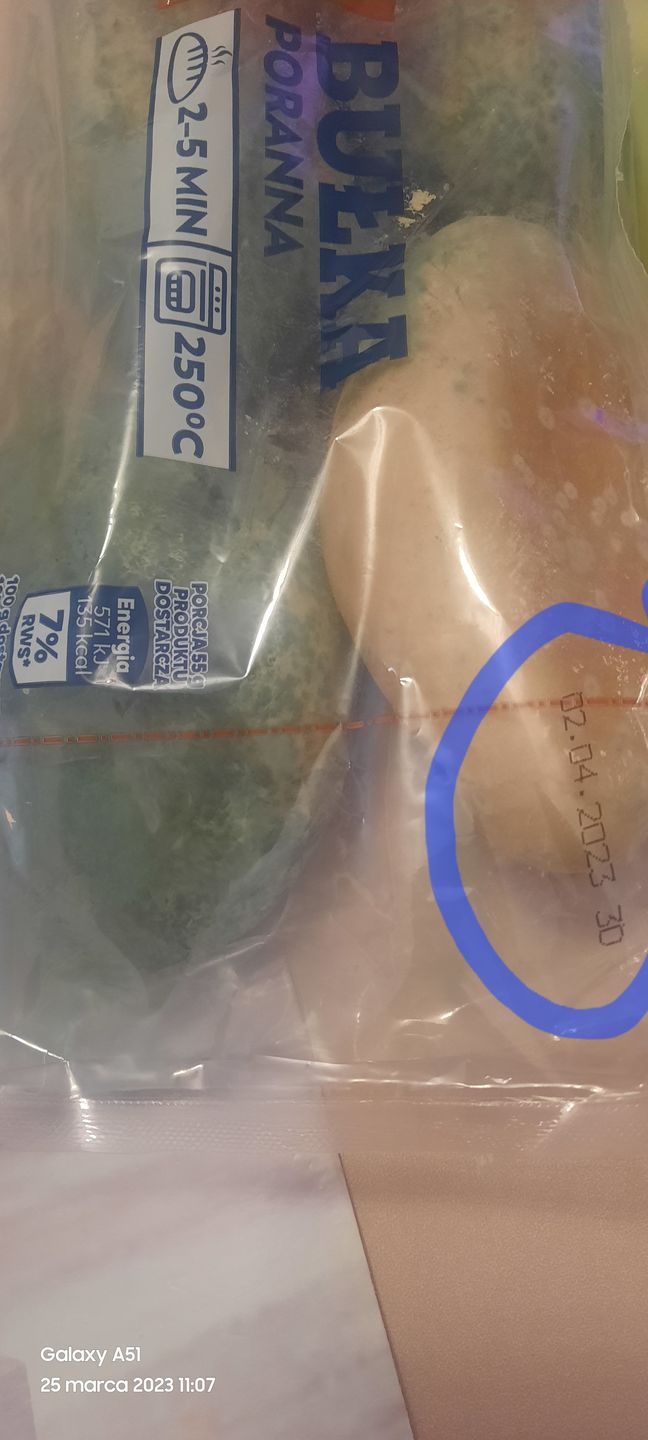 BUŁKA
PORANNA
2-5 MIN 250°C
PORCJA 55 g
PRODUKTU
DOSTARCZA
Energia
571 kJ
135 kcal
7%
RWS*
02.04.2023 30
Galaxy A51
25 marca 2023 11:07